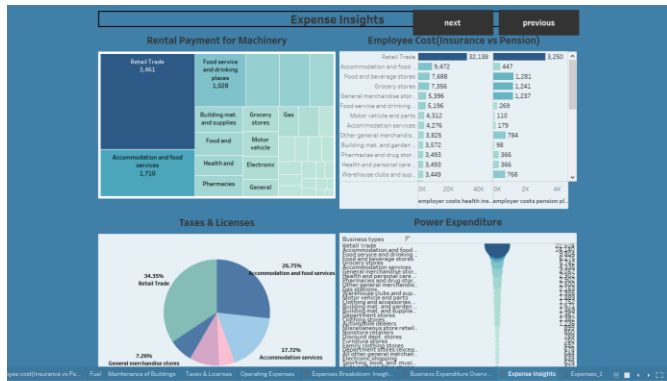 Expense Insights
next
previous
Rental Payment for Machinery
Retail Trade
3,461
Food service
and drinking
places
1,028
Building mat.
and supplies
Grocery
stores
Gas
Food and
Motor
vehicle
Accommodation and food
services
1,710
Health and
Electronic
Pharmacies
General
Employee Cost(Insurance vs Pension)
Retail Trade 32,138 3,250
Accommodation and food .. 9,472 447
Food and beverage stores 7,688 1,281
Grocery stores 7,356 1,241
General merchandise stor.. 5,396 1,237
Food service and drinking .. 5,196 269
Motor vehicle and parts 4,312 110
Accommodation services 4,276 179
Other general merchandis.. 3,825 784
Building mat. and garden .. 3,572 98
Pharmacies and drug stor.. 3,493 366
Health and personal care .. 3,493 366
Warehouse clubs and sup.. 3,449 768
0K 20K 40K 0K 2K 4K
employer costs health ins.. employer costs pension pl..
Taxes & Licenses
26.75%
Accommodation and food services
34.35%
Retail Trade
7.26%
General merchandise stores
17.72%
Accommodation services
Power Expenditure
Business types
Retail Trade
Accommodation and food ..
Food service and drinking ..
Food and beverage stores
Grocery stores
Accommodation services
General merchandise stor..
Health and personal care ..
Pharmacies and drug stor..
Other general merchandis..
Gas stations
Warehouse clubs and sup..
Motor vehicle and parts
Clothing and accessories ..
Building mat. and garden ..
Building mat. and supplie..
Department stores
Clothing stores
Automobile dealers
Miscellaneous store retail..
Nonstore retailers
Discount dept. stores
Furniture stores
Family clothing stores
Department stores (excep..
All other general merchan..
Electronic shopping
Sporting, book, and music
Fuel
Maintenance of Buildings
Taxes & Licenses
Operating Expenses
Expenses Breakdown: Insigh...
Business Expenditure Overvi...
Expense Insights
Expenses_1